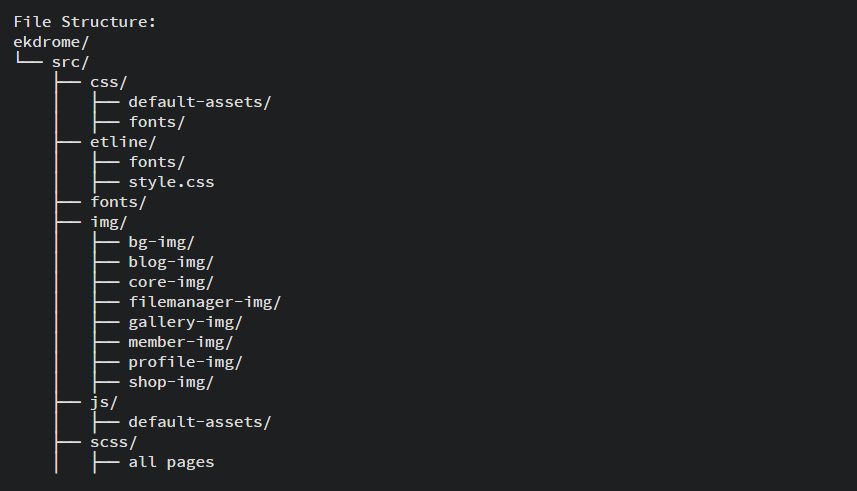 File Structure:
ekdrome/
└── src/
    ├── css/
    │   ├── default-assets/
    │   ├── fonts/
    ├── etline/
    │   ├── fonts/
    │   ├── style.css
    ├── fonts/
    ├── img/
    │   ├── bg-img/
    │   ├── blog-img/
    │   ├── core-img/
    │   ├── filemanager-img/
    │   ├── gallery-img/
    │   ├── member-img/
    │   ├── profile-img/
    │   ├── shop-img/
    ├── js/
    │   ├── default-assets/
    ├── scss/
    │   ├── all pages